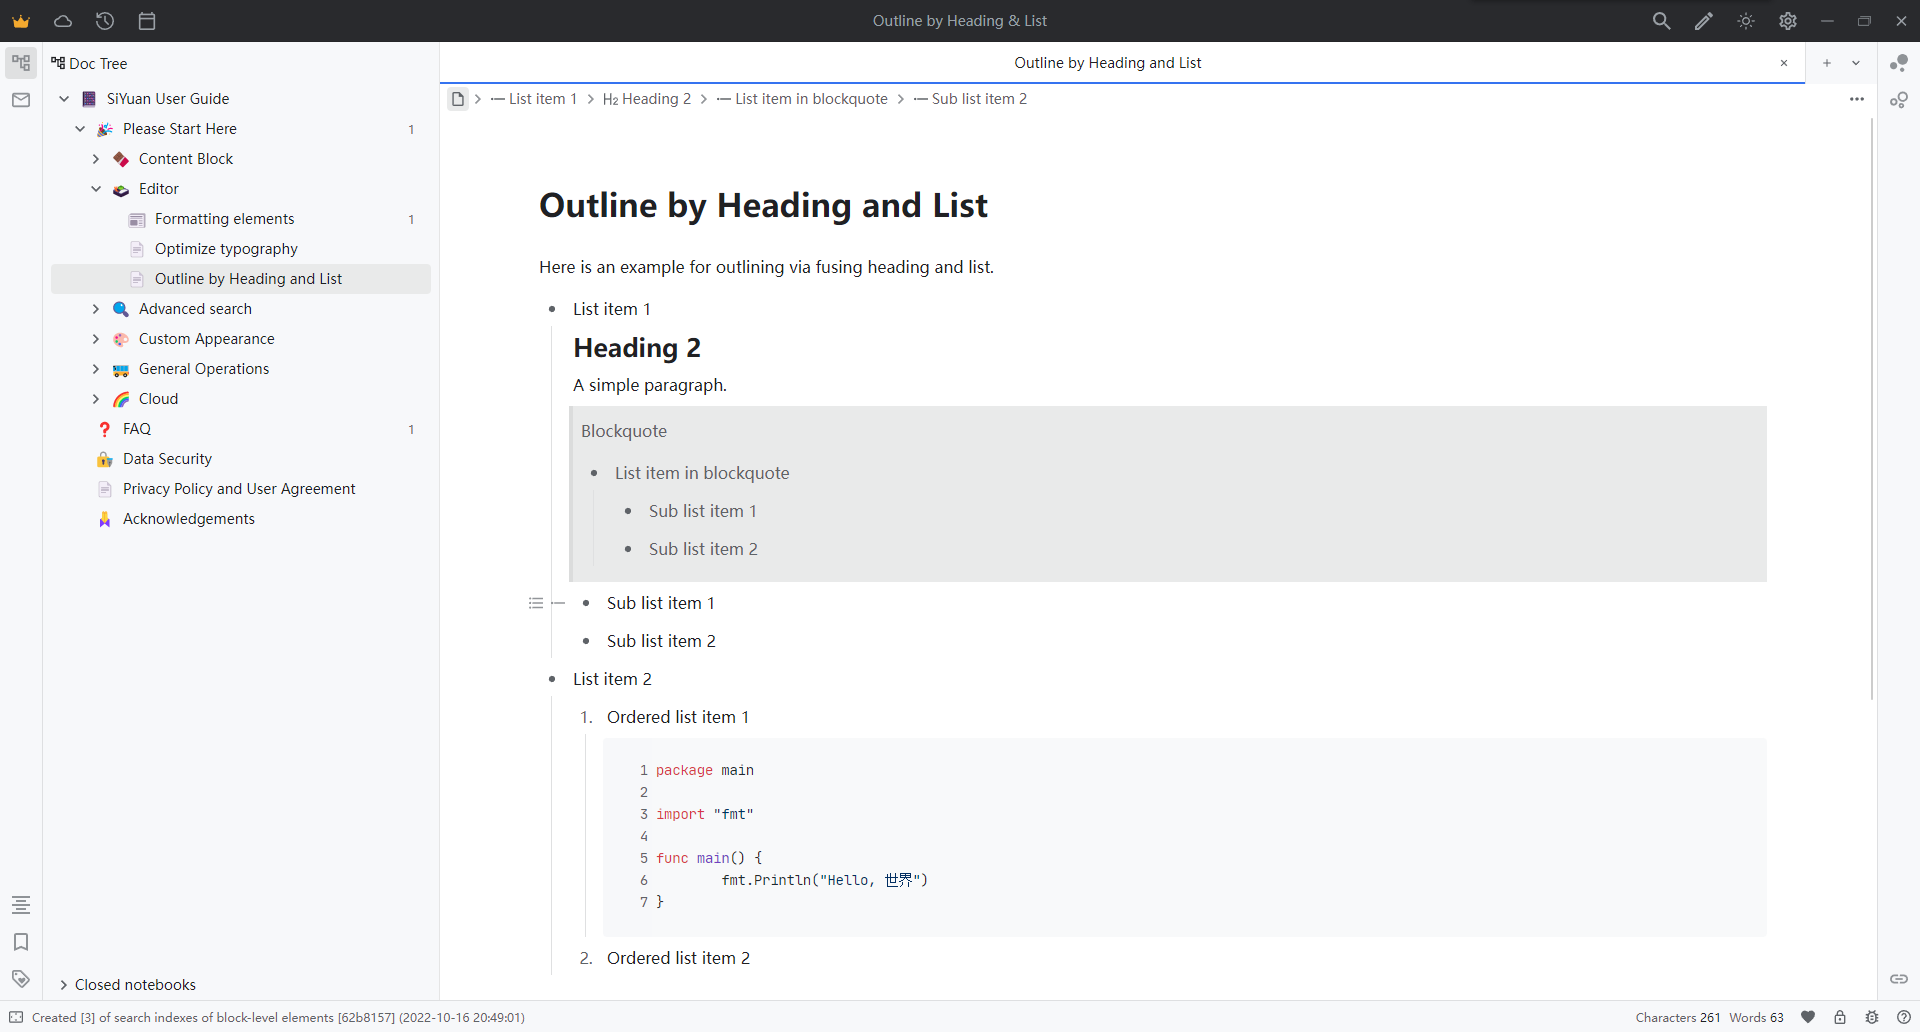 Outline by Heading & List
Doc Tree
SiYuan User Guide
Please Start Here 1
Content Block
Editor
Formatting elements 1
Optimize typography
Outline by Heading and List
Advanced search
Custom Appearance
General Operations
Cloud
FAQ 1
Data Security
Privacy Policy and User Agreement
Acknowledgements
Closed notebooks
Outline by Heading and List
List item 1 H2 Heading 2 List item in blockquote Sub list item 2
Outline by Heading and List
Here is an example for outlining via fusing heading and list.
List item 1
Heading 2
A simple paragraph.
Blockquote
List item in blockquote
Sub list item 1
Sub list item 2
Sub list item 1
Sub list item 2
List item 2
1. Ordered list item 1
1 package main
2
3 import "fmt"
4
5 func main() {
6 fmt.Println("Hello, 世界")
7 }
2. Ordered list item 2
Created [3] of search indexes of block-level elements [62b8157] (2022-10-16 20:49:01)
Characters 261 Words 63